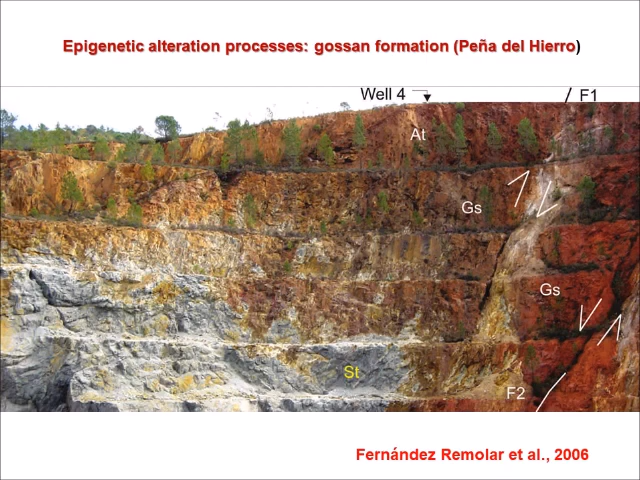 Epigenetic alteration processes: gossan formation (Peña del Hierro)
Well 4
F1
At
Gs
Gs
St
F2
Fernández Remolar et al., 2006